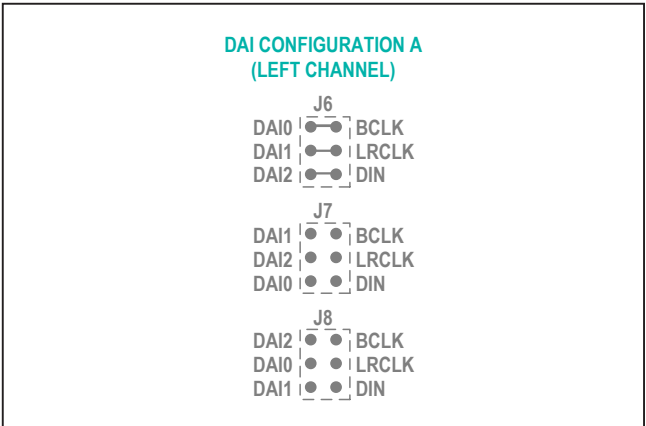 DAI CONFIGURATION A
(LEFT CHANNEL)
J6
DAI0 BCLK
DAI1 LRCLK
DAI2 DIN
J7
DAI1 BCLK
DAI2 LRCLK
DAI0 DIN
J8
DAI2 BCLK
DAI0 LRCLK
DAI1 DIN